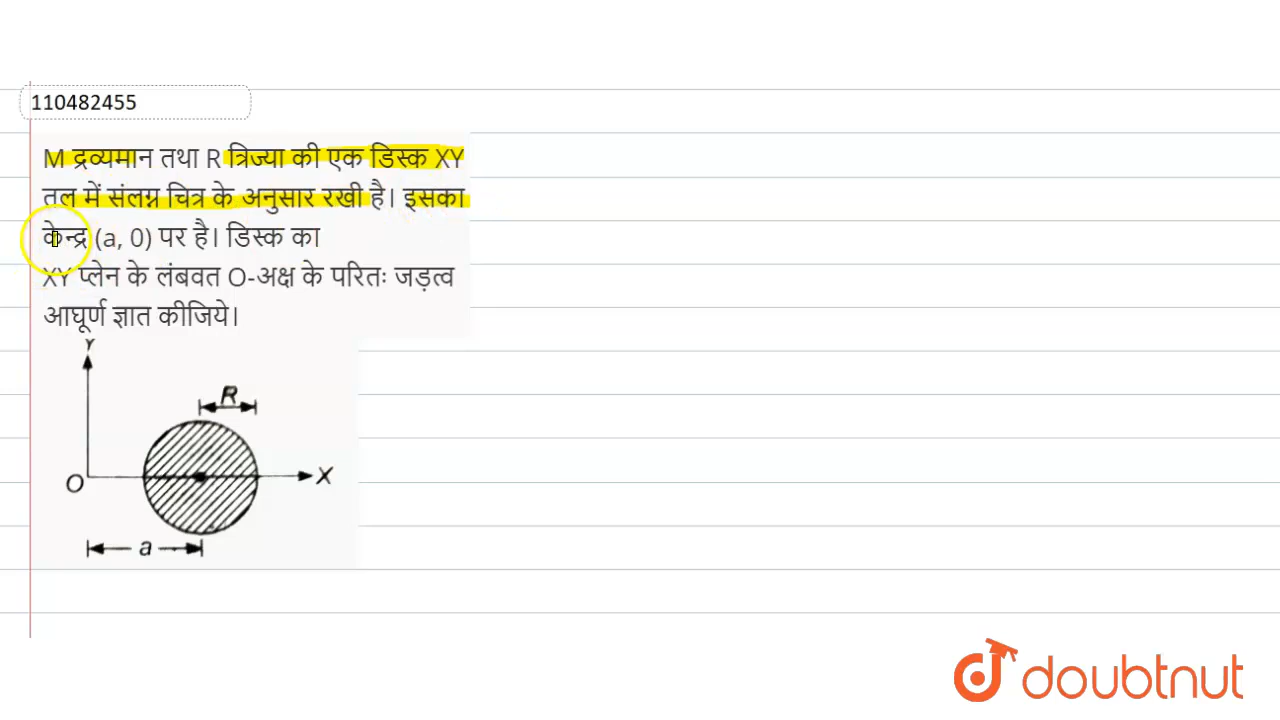 110482455
M द्रव्यमान तथा R त्रिज्या की एक डिस्क XY
तल में संलग्न चित्र के अनुसार रखी है। इसका
केन्द्र (a, 0) पर है। डिस्क का
XY प्लेन के लंबवत O-अक्ष के परितः जड़त्व
आघूर्ण ज्ञात कीजिये।
Y
R
O
X
a
doubtnut